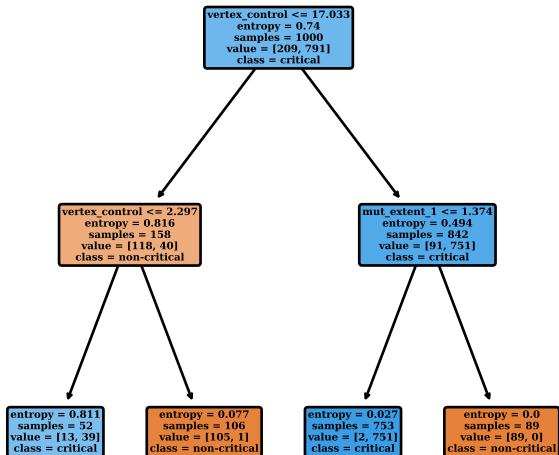 vertex_control <= 17.033
entropy = 0.74
samples = 1000
value = [209, 791]
class = critical
vertex_control <= 2.297
entropy = 0.816
samples = 158
value = [118, 40]
class = non-critical
mut_extent_1 <= 1.374
entropy = 0.494
samples = 842
value = [91, 751]
class = critical
entropy = 0.811
samples = 52
value = [13, 39]
class = critical
entropy = 0.077
samples = 106
value = [105, 1]
class = non-critical
entropy = 0.027
samples = 753
value = [2, 751]
class = critical
entropy = 0.0
samples = 89
value = [89, 0]
class = non-critical